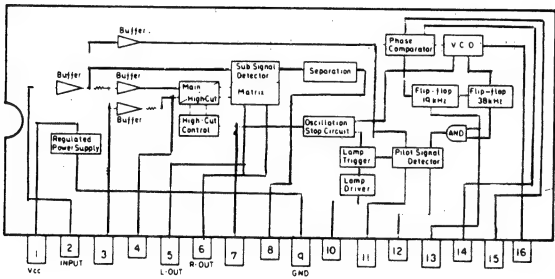 Buffer
Phase Comparator
V C O
Buffer
Buffer
Sub Signal Detector
Matrix
Separation
Main
HighCut
Flip-flop 19kHz
Flip-flop 38kHz
Buffer
High-Cut Control
Oscillation Stop Circuit
AND
Regulated Power Supply
Lamp Trigger
Pilot Signal Detector
Lamp Driver
1 2 3 4 5 6 7 8 9 10 11 12 13 14 15 16
Vcc INPUT L·OUT R·OUT GND